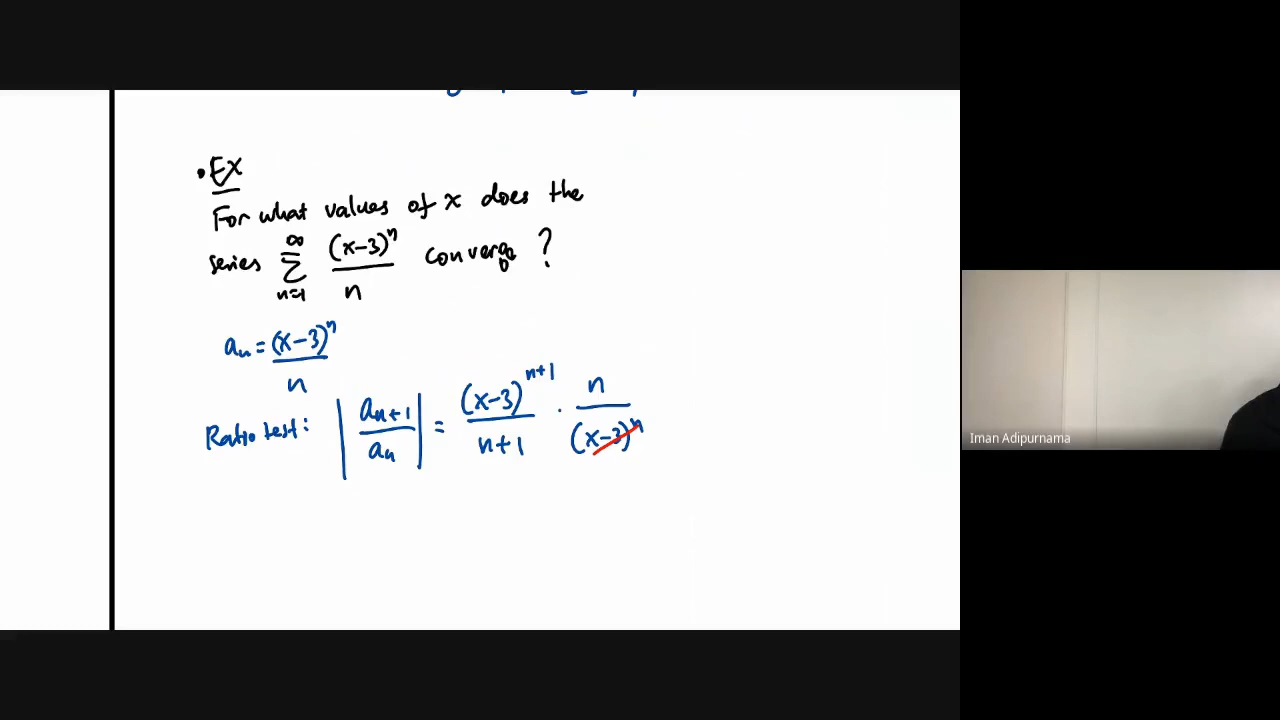 • EX
For what values of x does the
series ∞ Σ n=1 (x-3)^n / n converge ?
a_n = (x-3)^n / n
Ratio test: | a_{n+1} / a_n | = (x-3)^{n+1} / n+1 · n / (x-3)^n
Iman Adipurnama